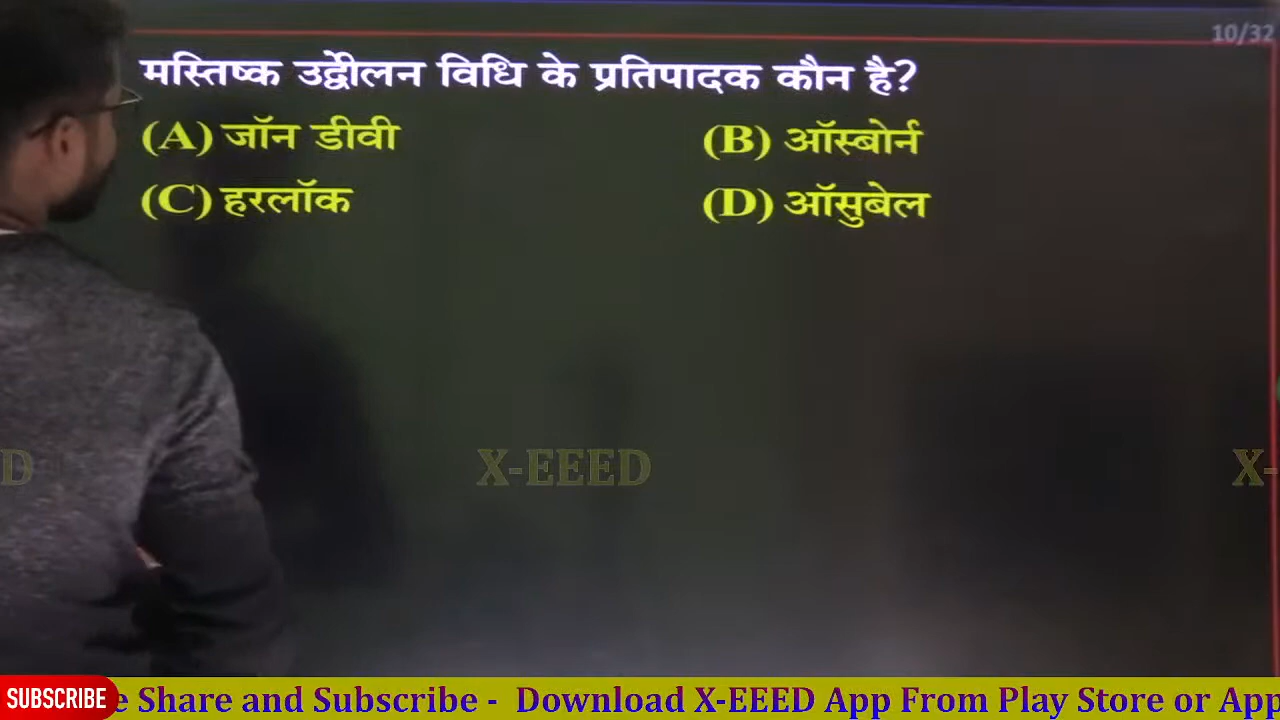 10/32
मस्तिष्क उद्वेीलन विधि के प्रतिपादक कौन है?
(A) जॉन डीवी
(B) ऑस्बोर्न
(C) हरलॉक
(D) ऑसुबेल
D X-EEED X-
SUBSCRIBE e Share and Subscribe - Download X-EEED App From Play Store or App